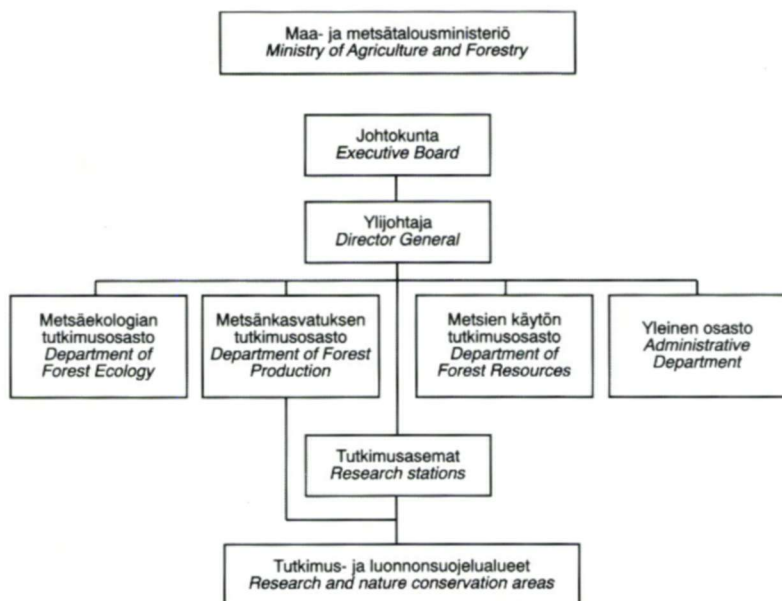 Maa- ja metsätalousministeriö
Ministry of Agriculture and Forestry
Johtokunta
Executive Board
Ylijohtaja
Director General
Metsäekologian
tutkimusosasto
Department of
Forest Ecology
Metsänkasvatuksen
tutkimusosasto
Department of Forest
Production
Metsien käytön
tutkimusosasto
Department of
Forest Resources
Yleinen osasto
Administrative
Department
Tutkimusasemat
Research stations
Tutkimus- ja luonnonsuojelualueet
Research and nature conservation areas